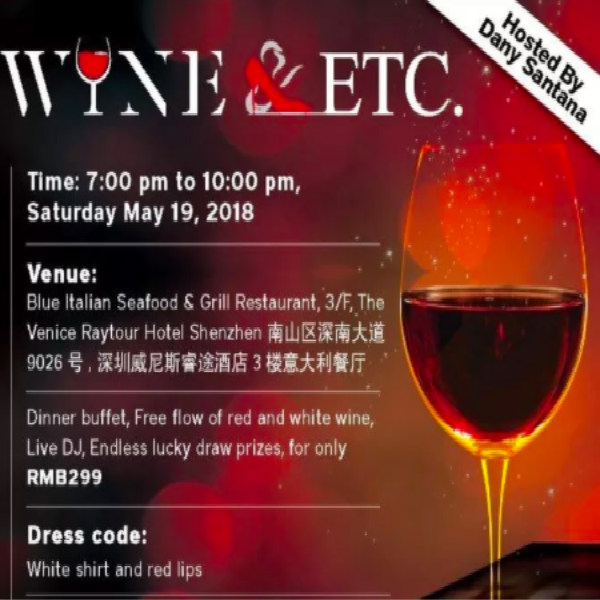 Hosted By
Dany Santana
WINE & ETC.
Time: 7:00 pm to 10:00 pm,
Saturday May 19, 2018
Venue:
Blue Italian Seafood & Grill Restaurant, 3/F, The
Venice Raytour Hotel Shenzhen 南山区深南大道
9026 号 , 深圳威尼斯睿途酒店 3 楼意大利餐厅
Dinner buffet, Free flow of red and white wine,
Live DJ, Endless lucky draw prizes, for only
RMB299
Dress code:
White shirt and red lips